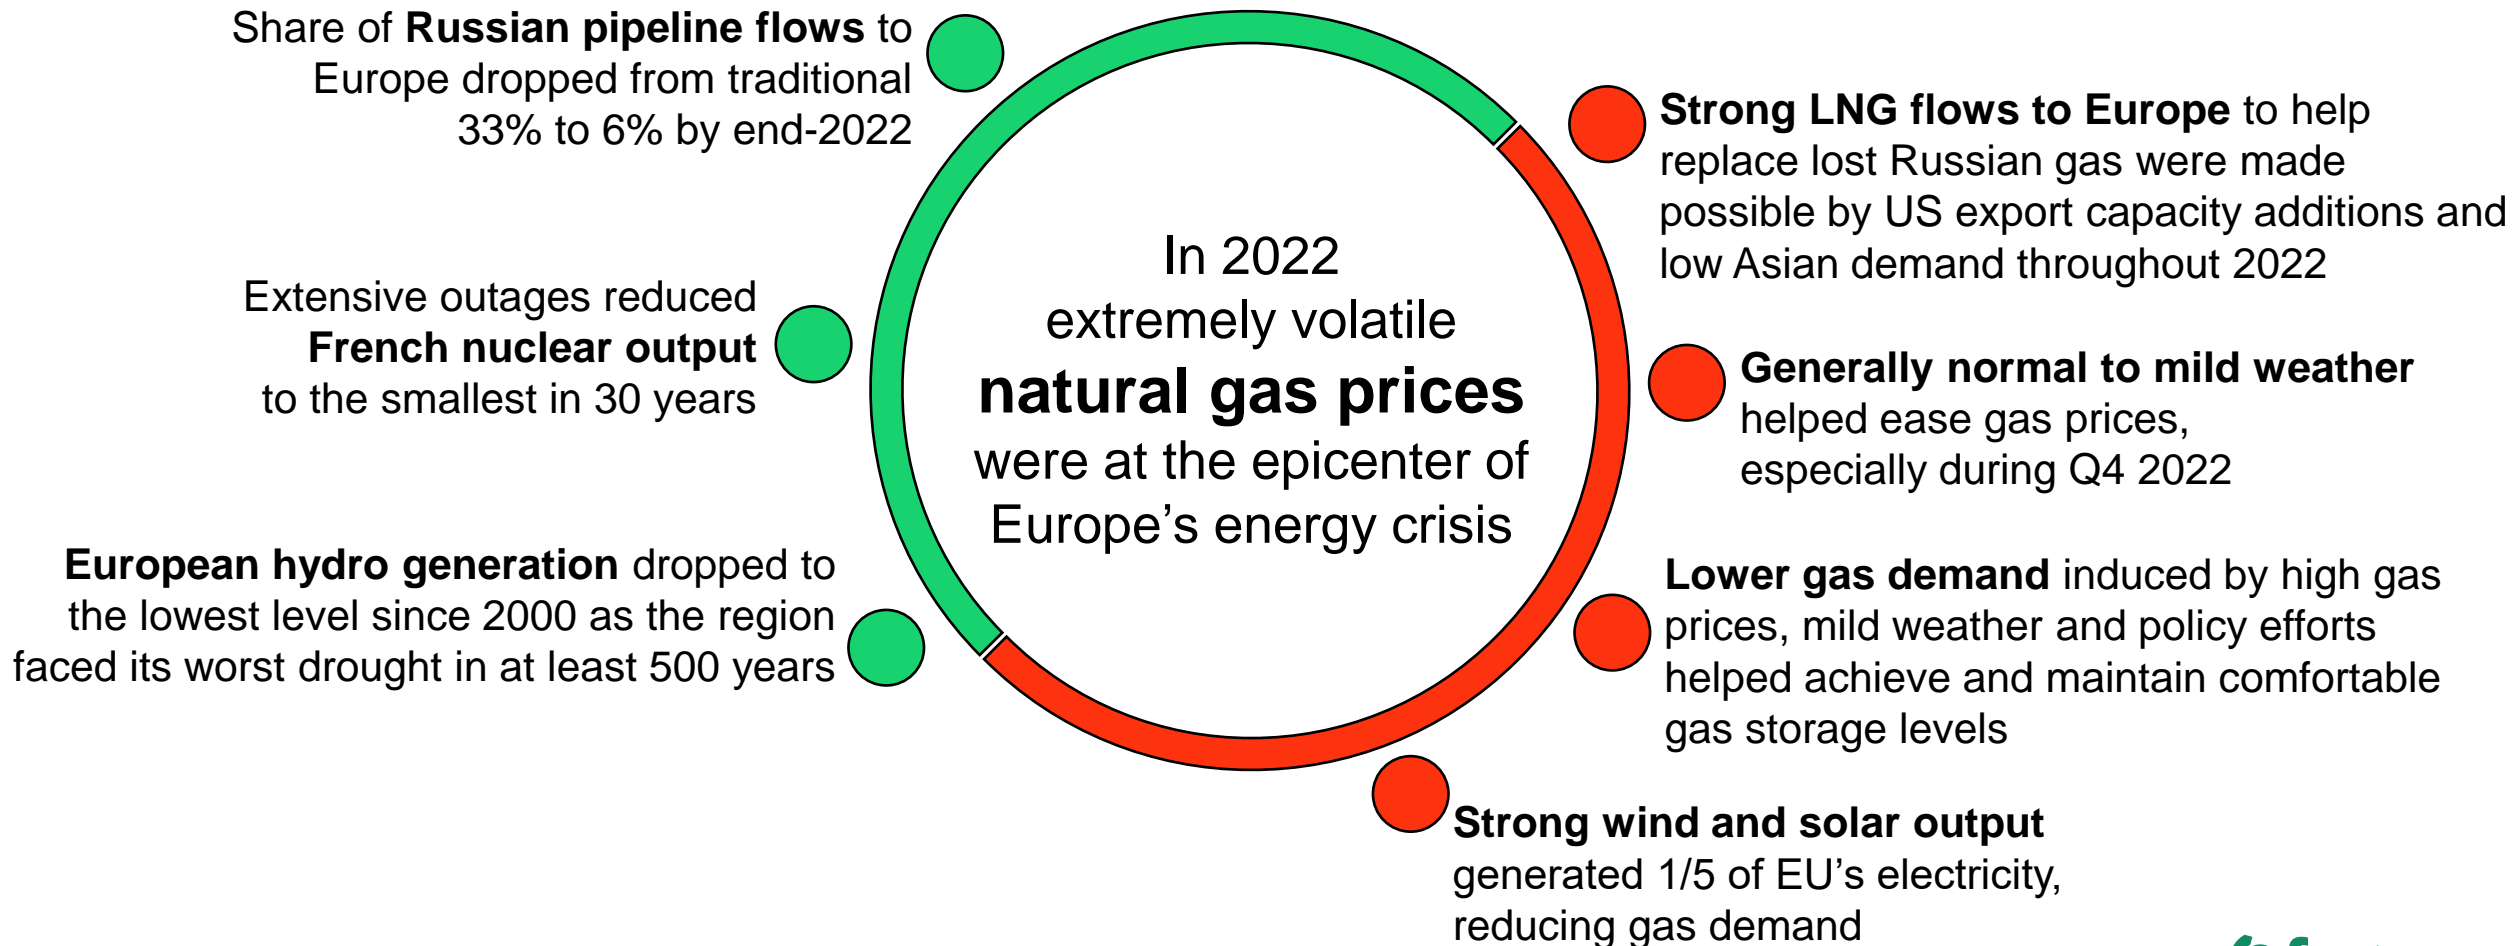 Share of Russian pipeline flows to
Europe dropped from traditional
33% to 6% by end-2022
Extensive outages reduced
French nuclear output
to the smallest in 30 years
European hydro generation dropped to
the lowest level since 2000 as the region
faced its worst drought in at least 500 years
In 2022
extremely volatile
natural gas prices
were at the epicenter of
Europe’s energy crisis
Strong LNG flows to Europe to help
replace lost Russian gas were made
possible by US export capacity additions and
low Asian demand throughout 2022
Generally normal to mild weather
helped ease gas prices,
especially during Q4 2022
Lower gas demand induced by high gas
prices, mild weather and policy efforts
helped achieve and maintain comfortable
gas storage levels
Strong wind and solar output
generated 1/5 of EU’s electricity,
reducing gas demand